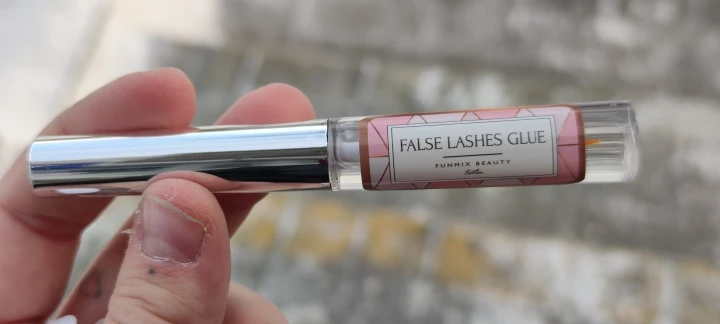 FALSE LASHES GLUE
FUNMIX BEAUTY